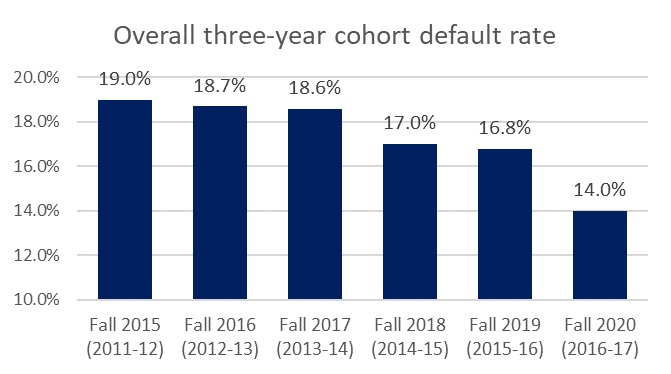 Overall three-year cohort default rate
20.0%
18.0%
16.0%
14.0%
12.0%
10.0%
19.0%
18.7%
18.6%
17.0%
16.8%
14.0%
Fall 2015
(2011-12)
Fall 2016
(2012-13)
Fall 2017
(2013-14)
Fall 2018
(2014-15)
Fall 2019
(2015-16)
Fall 2020
(2016-17)